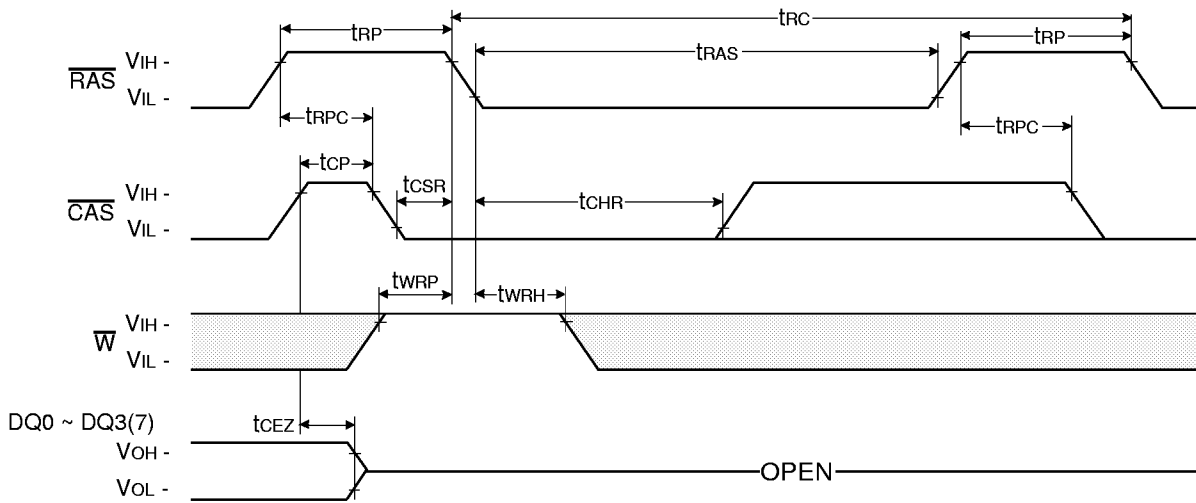 tRC
tRP
tRP
tRAS
RAS
VIH -
VIL -
tRPC
tRPC
tCP
tCSR
tCHR
CAS
VIH -
VIL -
tWRP
tWRH
W
VIH -
VIL -
DQ0 ~ DQ3(7)
tCEZ
VOH -
VOL -
OPEN